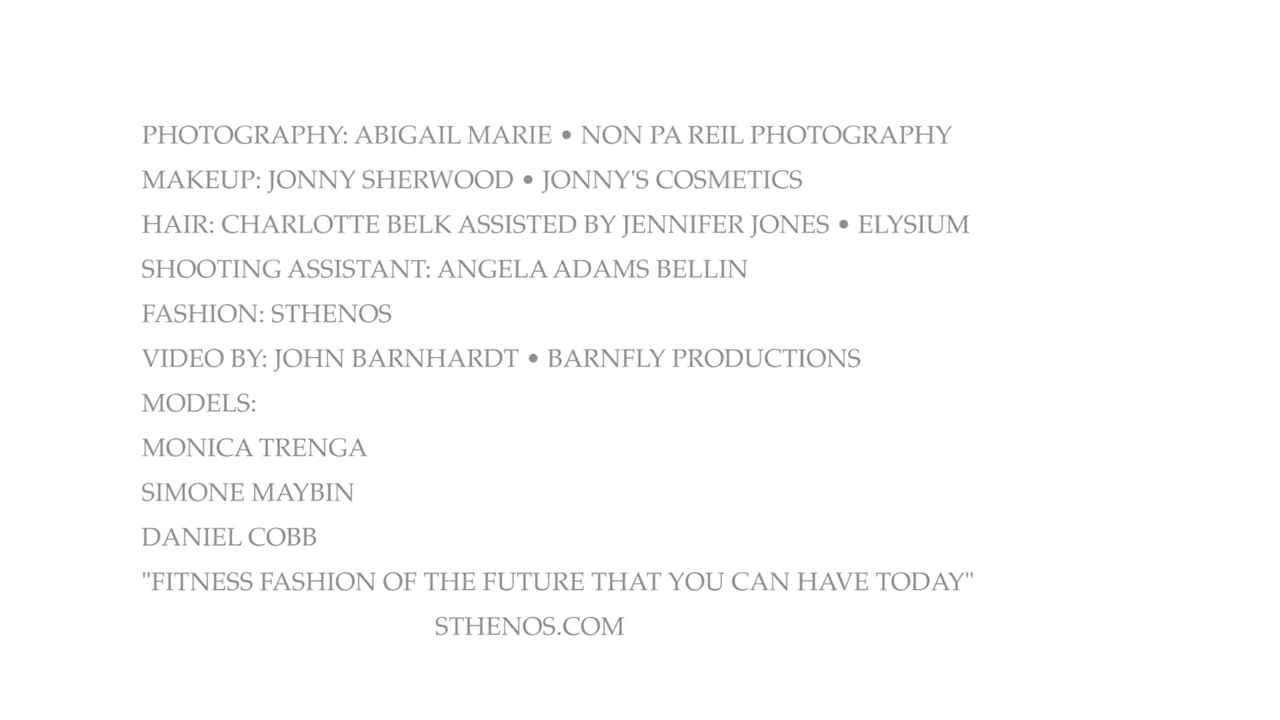 PHOTOGRAPHY: ABIGAIL MARIE • NON PA REIL PHOTOGRAPHY
MAKEUP: JONNY SHERWOOD • JONNY'S COSMETICS
HAIR: CHARLOTTE BELK ASSISTED BY JENNIFER JONES • ELYSIUM
SHOOTING ASSISTANT: ANGELA ADAMS BELLIN
FASHION: STHENOS
VIDEO BY: JOHN BARNHARDT • BARNFLY PRODUCTIONS
MODELS:
MONICA TRENGA
SIMONE MAYBIN
DANIEL COBB
"FITNESS FASHION OF THE FUTURE THAT YOU CAN HAVE TODAY"
STHENOS.COM